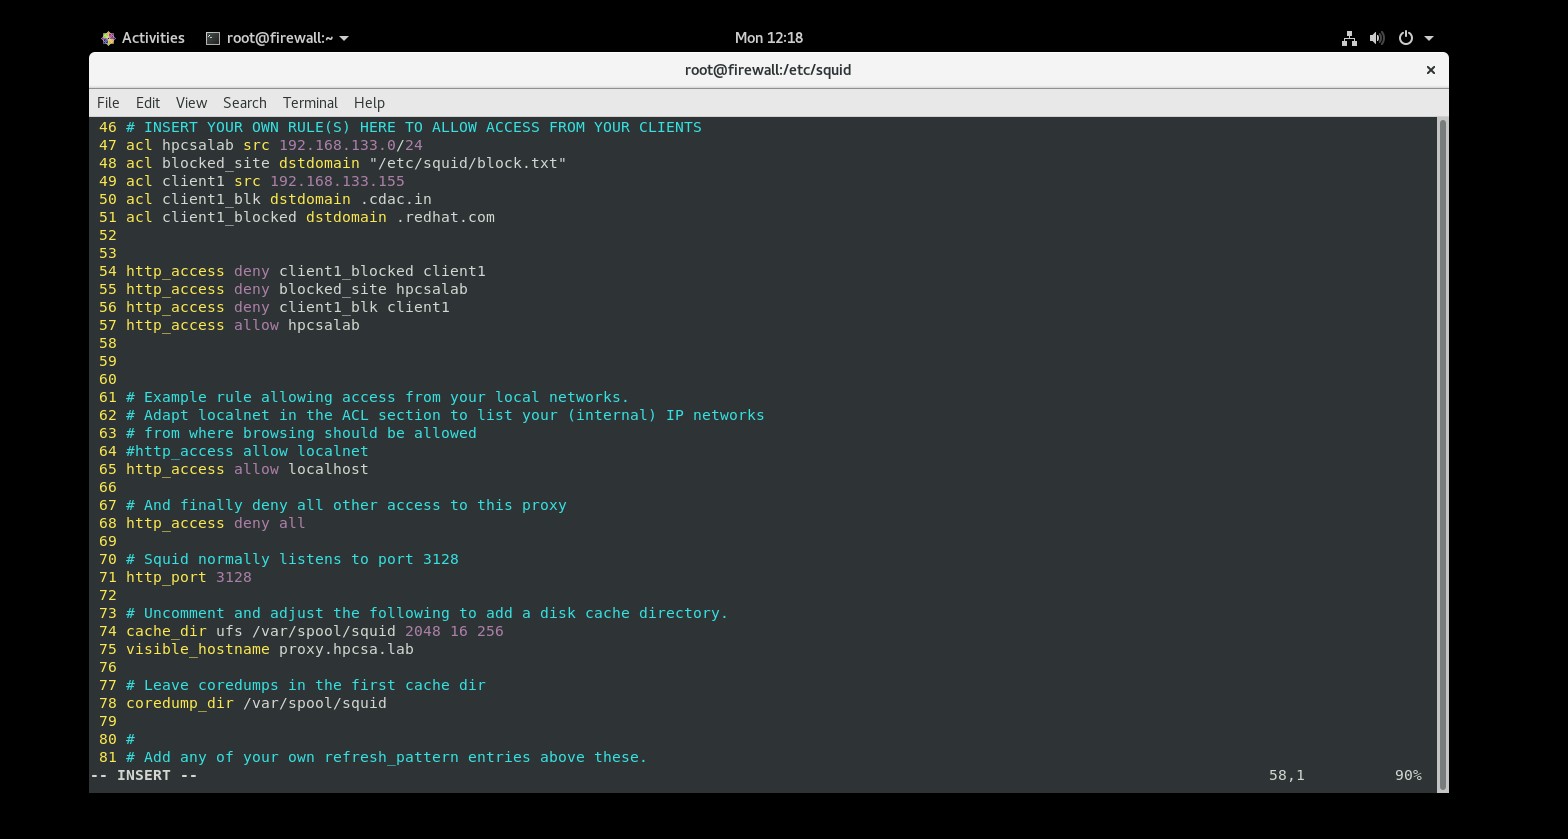 Activities root@firewall:~ Mon 12:18
root@firewall:/etc/squid ×
File Edit View Search Terminal Help
46 # INSERT YOUR OWN RULE(S) HERE TO ALLOW ACCESS FROM YOUR CLIENTS
47 acl hpcsalab src 192.168.133.0/24
48 acl blocked_site dstdomain "/etc/squid/block.txt"
49 acl client1 src 192.168.133.155
50 acl client1_blk dstdomain .cdac.in
51 acl client1_blocked dstdomain .redhat.com
52
53
54 http_access deny client1_blocked client1
55 http_access deny blocked_site hpcsalab
56 http_access deny client1_blk client1
57 http_access allow hpcsalab
58
59
60
61 # Example rule allowing access from your local networks.
62 # Adapt localnet in the ACL section to list your (internal) IP networks
63 # from where browsing should be allowed
64 #http_access allow localnet
65 http_access allow localhost
66
67 # And finally deny all other access to this proxy
68 http_access deny all
69
70 # Squid normally listens to port 3128
71 http_port 3128
72
73 # Uncomment and adjust the following to add a disk cache directory.
74 cache_dir ufs /var/spool/squid 2048 16 256
75 visible_hostname proxy.hpcsa.lab
76
77 # Leave coredumps in the first cache dir
78 coredump_dir /var/spool/squid
79
80 #
81 # Add any of your own refresh_pattern entries above these.
-- INSERT -- 58,1 90%